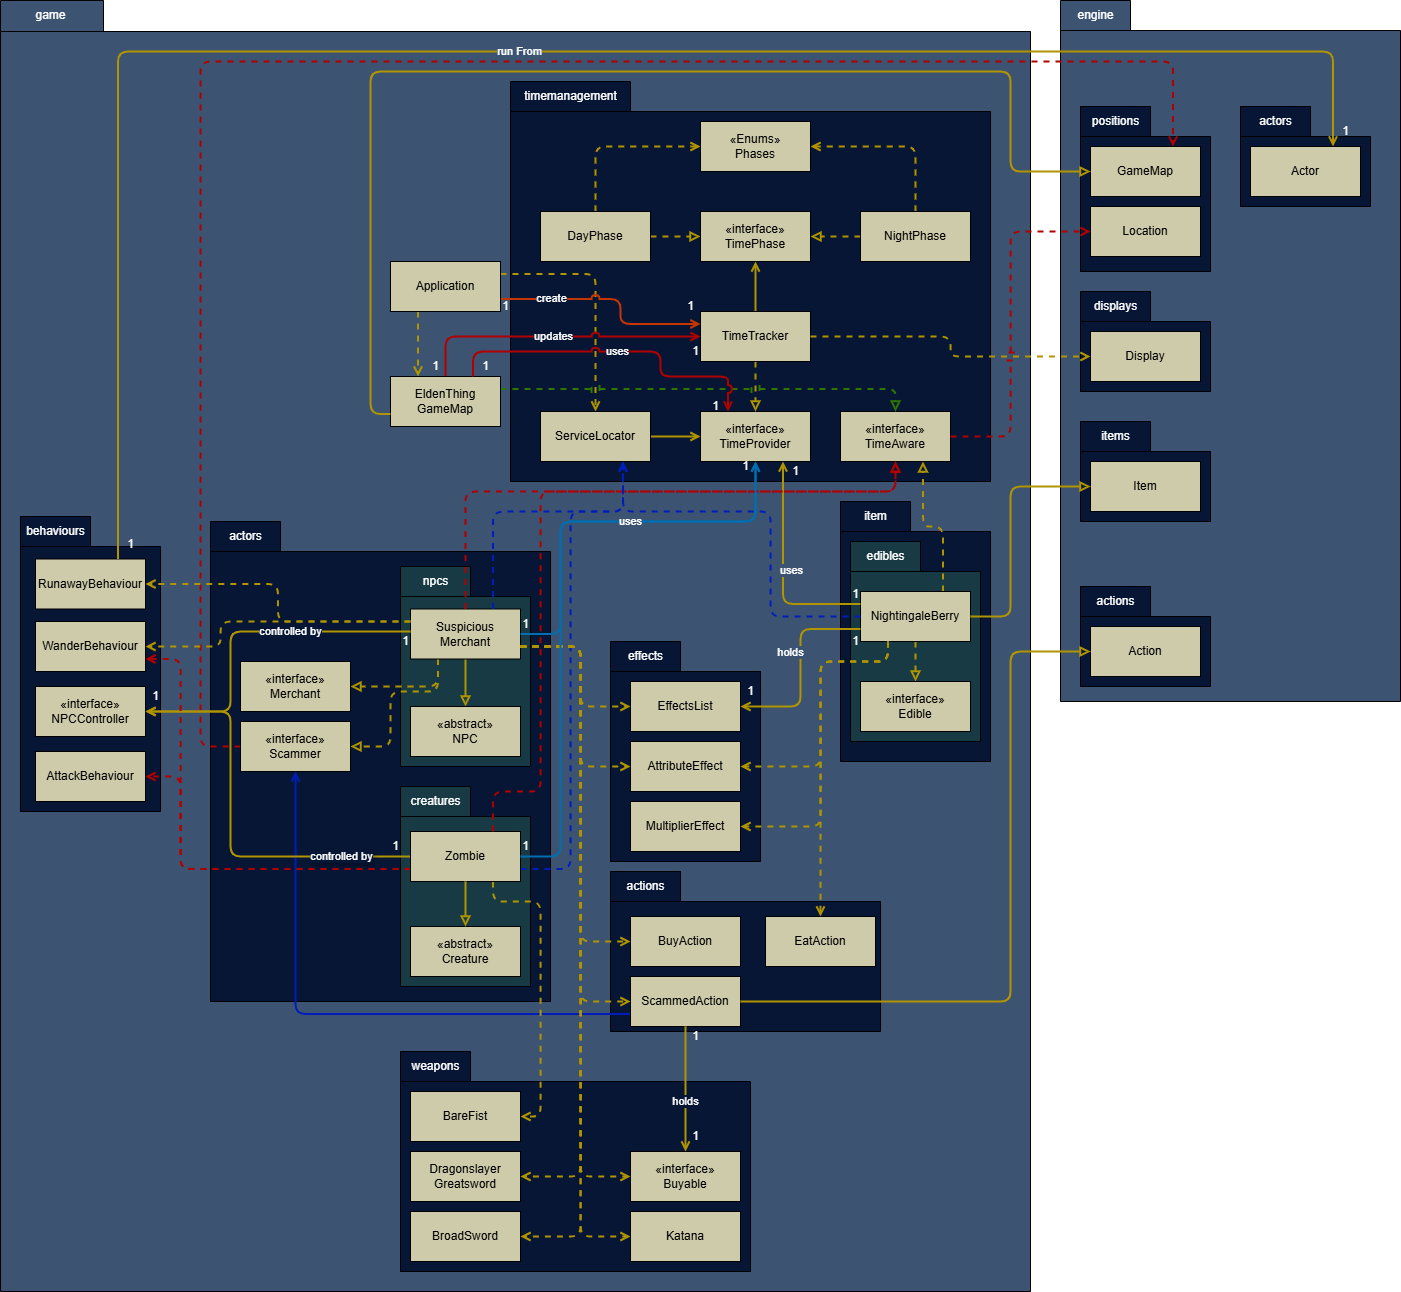 game
engine
run From
timemanagement
positions
actors
1
«Enums»
Phases
GameMap
Actor
DayPhase
«interface»
TimePhase
NightPhase
Location
Application
1
create
1
displays
TimeTracker
Display
updates
1
uses
1
1
EldenThing
GameMap
1
ServiceLocator
«interface»
TimeProvider
«interface»
TimeAware
items
1
1
Item
behaviours
1
actors
uses
item
npcs
edibles
RunawayBehaviour
uses
1
NightingaleBerry
actions
WanderBehaviour
controlled by
1
Suspicious
Merchant
1
1
holds
effects
Action
«interface»
NPCController
1
«interface»
Merchant
«abstract»
NPC
EffectsList
1
«interface»
Edible
«interface»
Scammer
AttackBehaviour
AttributeEffect
creatures
MultiplierEffect
controlled by
1
Zombie
1
actions
«abstract»
Creature
BuyAction
EatAction
ScammedAction
1
weapons
holds
BareFist
1
Dragonslayer
Greatsword
«interface»
Buyable
BroadSword
Katana